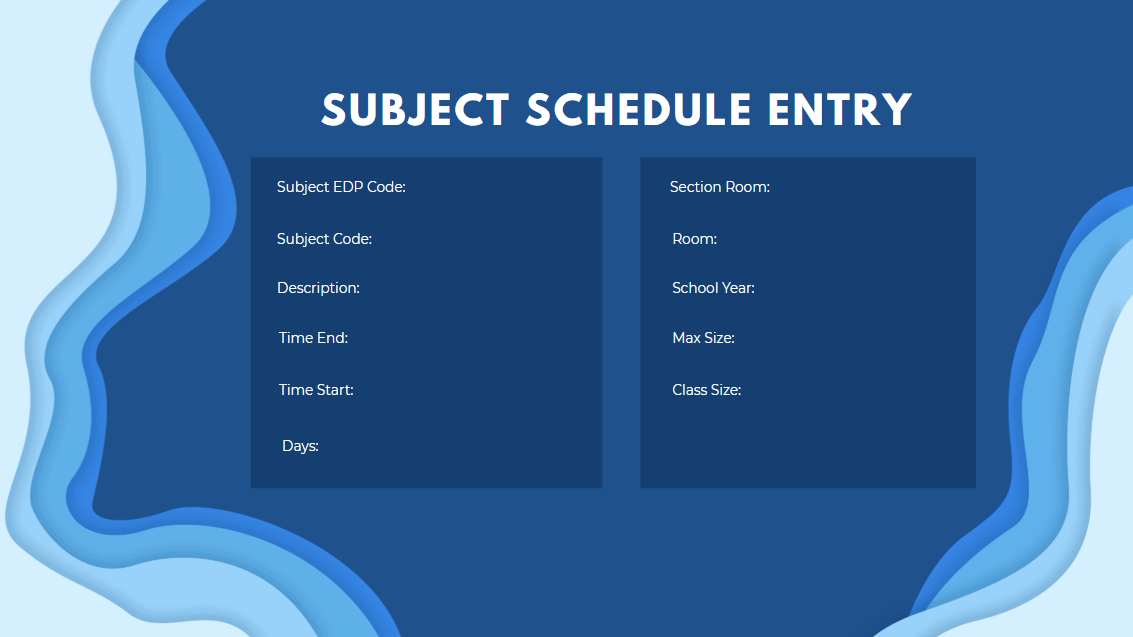 SUBJECT SCHEDULE ENTRY
Subject EDP Code:
Subject Code:
Description:
Time End:
Time Start:
Days:
Section Room:
Room:
School Year:
Max Size:
Class Size: